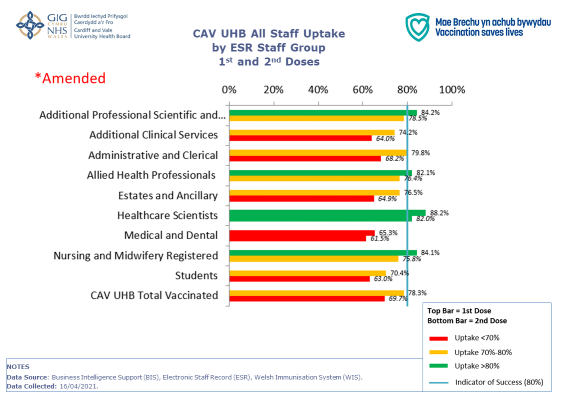 GIG
CYMRU
NHS
WALES
Bwrdd Iechyd Prifysgol
Caerdydd a'r Fro
Cardiff and Vale
University Health Board
CAV UHB All Staff Uptake
by ESR Staff Group
1st and 2nd Doses
Mae Brechu yn achub bywydau
Vaccination saves lives
*Amended
0% 20% 40% 60% 80% 100%
Additional Professional Scientific and... 84.2% 78.5%
Additional Clinical Services 74.2% 64.0%
Administrative and Clerical 79.8% 68.2%
Allied Health Professionals 82.1% 76.4%
Estates and Ancillary 76.5% 64.9%
Healthcare Scientists 88.2% 82.0%
Medical and Dental 65.3% 61.5%
Nursing and Midwifery Registered 84.1% 75.8%
Students 70.4% 63.0%
CAV UHB Total Vaccinated 78.3% 69.7%
Top Bar = 1st Dose
Bottom Bar = 2nd Dose
Uptake <70%
Uptake 70%-80%
Uptake >80%
Indicator of Success (80%)
NOTES
Data Source: Business Intelligence Support (BIS), Electronic Staff Record (ESR), Welsh Immunisation System (WIS).
Data Collected: 16/04/2021.